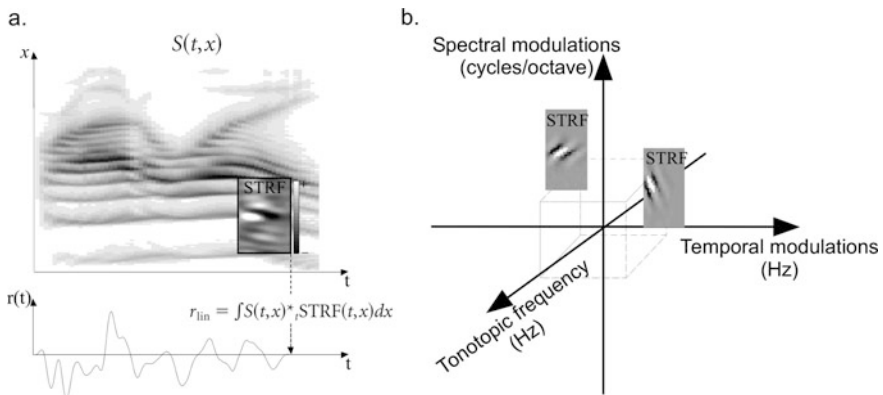 a.
S(t,x)
x
STRF
+
-
t
r(t)
r_lin = ∫S(t,x)*_t STRF(t,x)dx
t
b.
Spectral modulations
(cycles/octave)
STRF
STRF
Temporal modulations
(Hz)
Tonotopic frequency
(Hz)